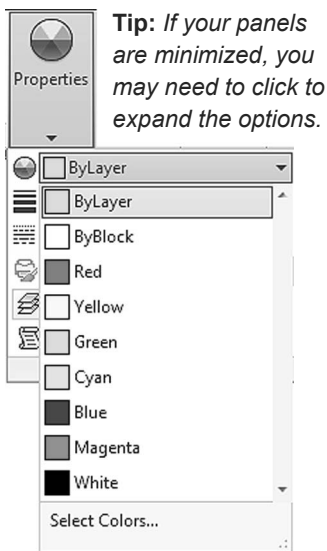 Tip: If your panels
are minimized, you
may need to click to
expand the options.
Properties
ByLayer
ByLayer
ByBlock
Red
Yellow
Green
Cyan
Blue
Magenta
White
Select Colors...